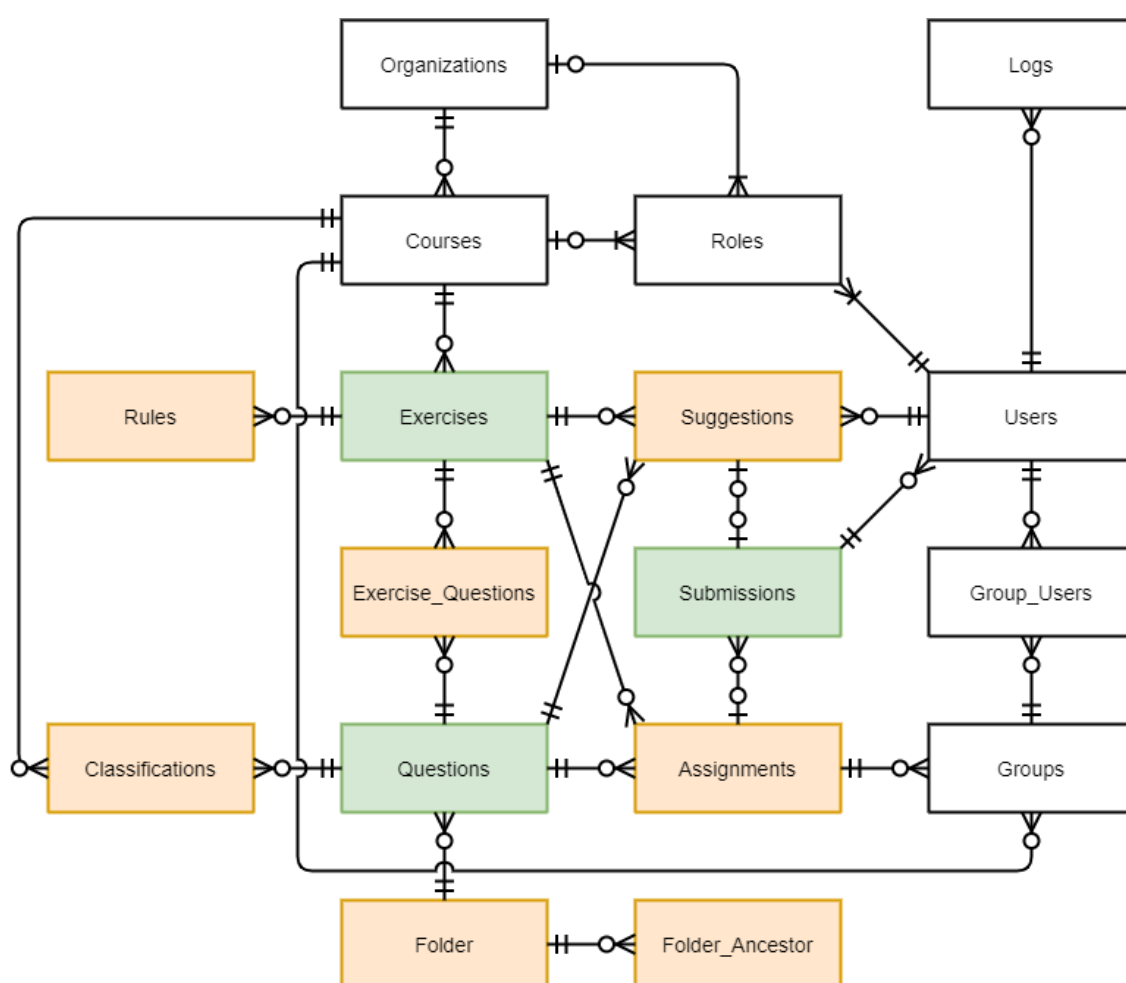 Organizations
Logs
Courses
Roles
Rules
Exercises
Suggestions
Users
Exercise_Questions
Submissions
Group_Users
Classifications
Questions
Assignments
Groups
Folder
Folder_Ancestor